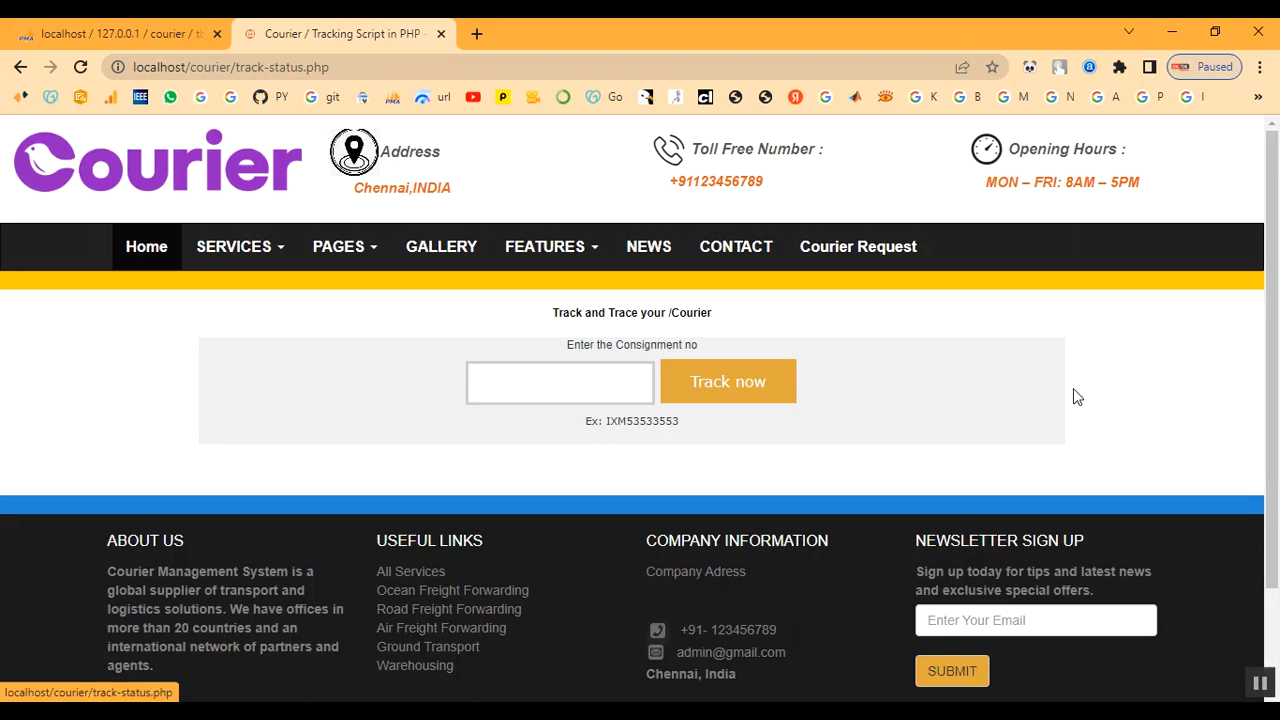 localhost / 127.0.0.1 / courier / tb
Courier / Tracking Script in PHP -
localhost/courier/track-status.php
Paused
PY
git
url
Go
K
B
M
N
A
P
I
Courier
Address
Chennai,INDIA
Toll Free Number :
+91123456789
Opening Hours :
MON – FRI: 8AM – 5PM
Home
SERVICES
PAGES
GALLERY
FEATURES
NEWS
CONTACT
Courier Request
Track and Trace your /Courier
Enter the Consignment no
Track now
Ex: IXM53533553
ABOUT US
Courier Management System is a
global supplier of transport and
logistics solutions. We have offices in
more than 20 countries and an
international network of partners and
agents.
USEFUL LINKS
All Services
Ocean Freight Forwarding
Road Freight Forwarding
Air Freight Forwarding
Ground Transport
Warehousing
COMPANY INFORMATION
Company Adress
+91- 123456789
admin@gmail.com
Chennai, India
NEWSLETTER SIGN UP
Sign up today for tips and latest news
and exclusive special offers.
Enter Your Email
SUBMIT
localhost/courier/track-status.php